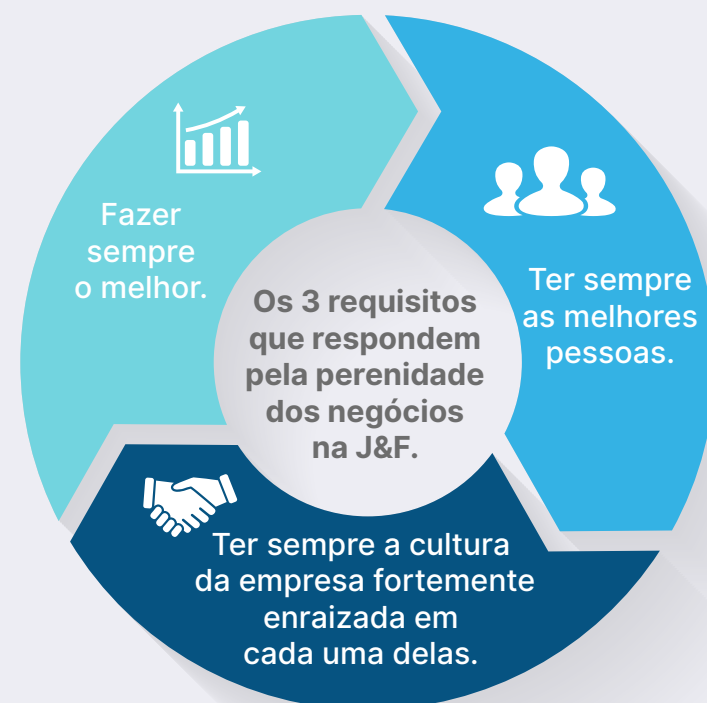 Fazer
sempre
o melhor.
Ter sempre
as melhores
pessoas.
Os 3 requisitos
que respondem
pela perenidade
dos negócios
na J&F.
Ter sempre a cultura
da empresa fortemente
enraizada em
cada uma delas.